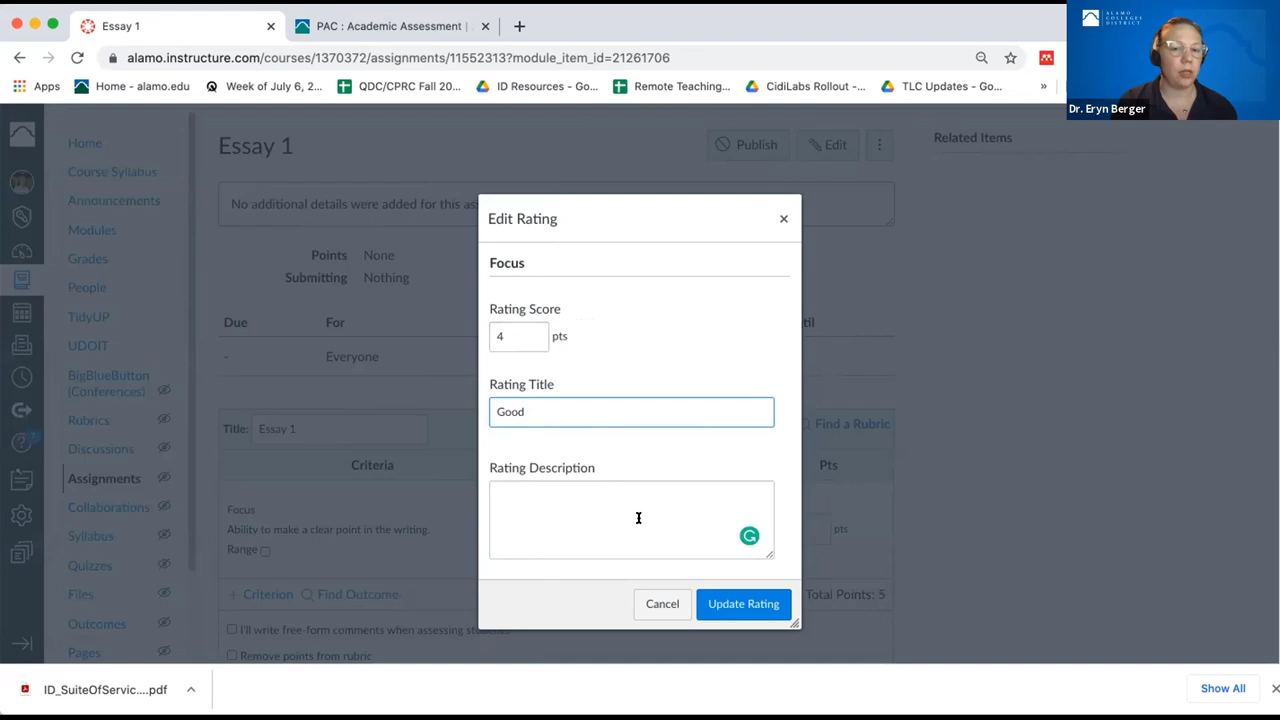 Essay 1
PAC : Academic Assessment |
alamo.instructure.com/courses/1370372/assignments/11552313?module_item_id=21261706
Apps
Home - alamo.edu
Week of July 6, 2...
QDC/CPRC Fall 20...
ID Resources - Go...
Remote Teaching...
CidiLabs Rollout -...
TLC Updates - Go...
»
ALAMO
COLLEGES
DISTRICT
Dr. Eryn Berger
Home
Course Syllabus
Announcements
Modules
Grades
People
TidyUP
UDOIT
BigBlueButton
(Conferences)
Rubrics
Discussions
Assignments
Collaborations
Syllabus
Quizzes
Files
Outcomes
Pages
Essay 1
Publish
Edit
Related Items
No additional details were added for this ass
Points None
Submitting Nothing
Due For til
- Everyone
Title: Essay 1
Find a Rubric
Criteria Pts
Focus
Ability to make a clear point in the writing.
Range
pts
+ Criterion Find Outcome
Total Points: 5
I'll write free-form comments when assessing students
Remove points from rubric
Edit Rating
×
Focus
Rating Score
4 pts
Rating Title
Good
Rating Description
Cancel
Update Rating
ID_SuiteOfServic....pdf
Show All